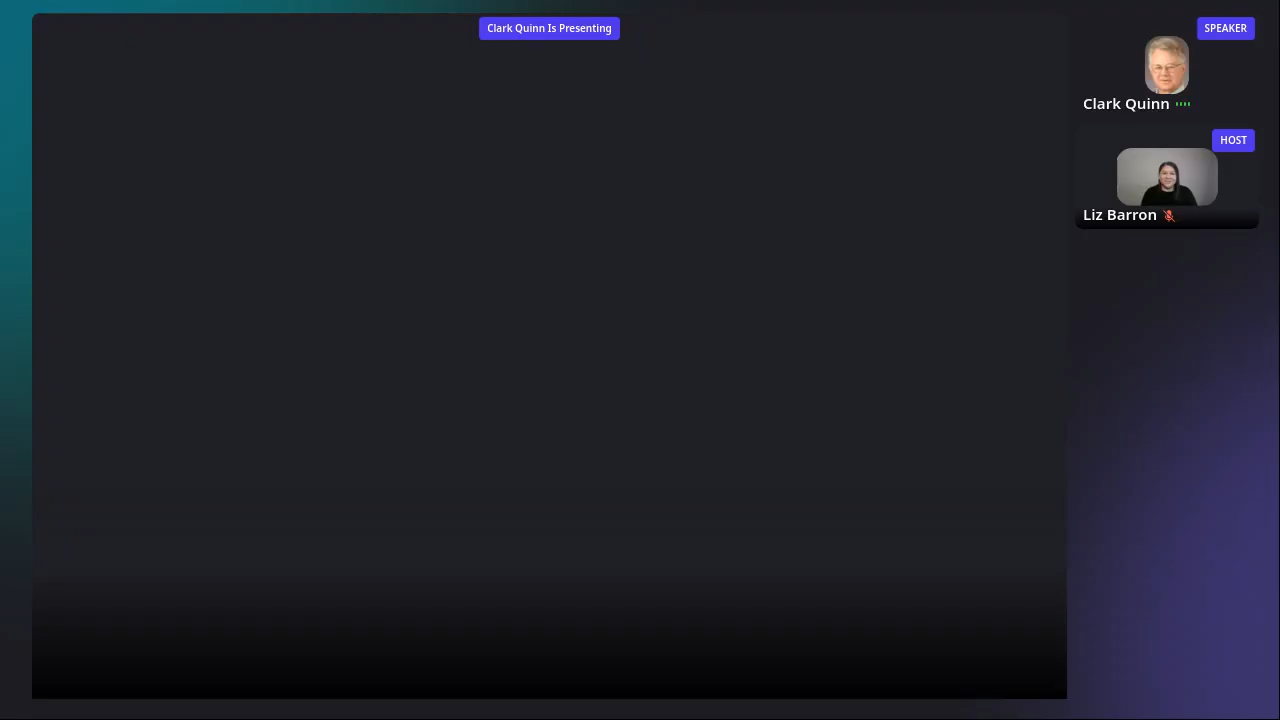 Clark Quinn Is Presenting
SPEAKER
Clark Quinn
HOST
Liz Barron